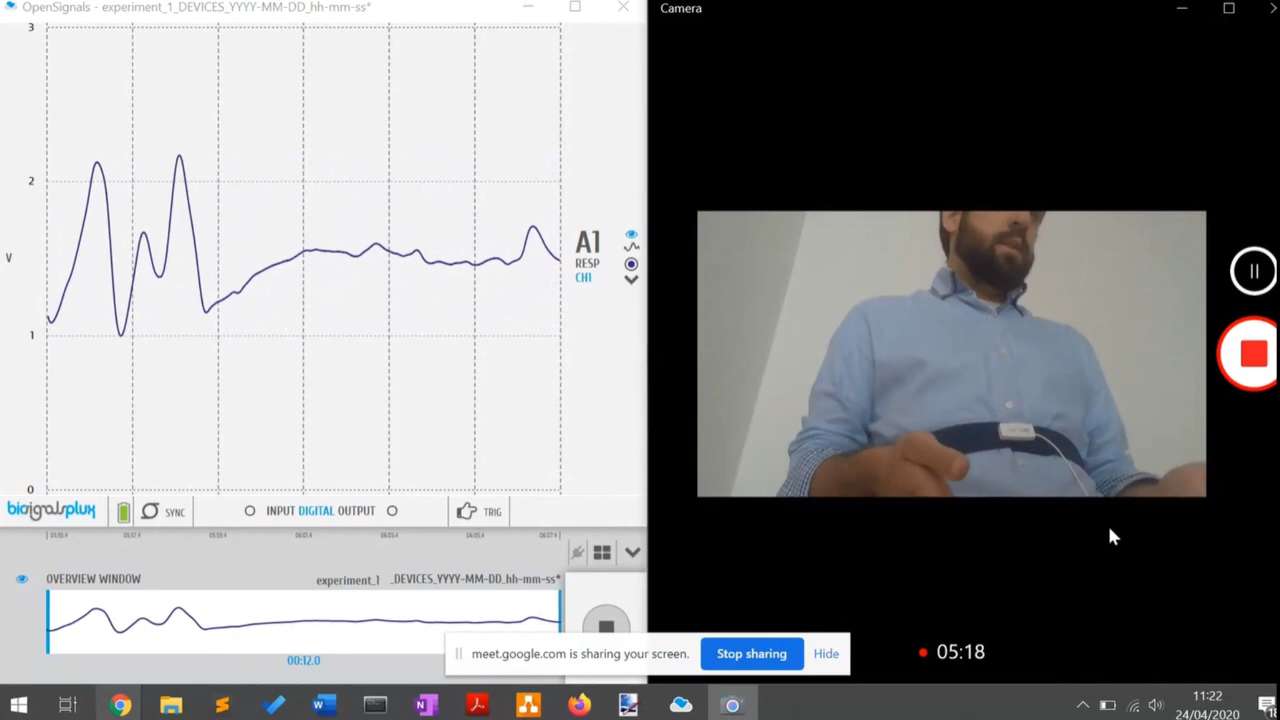 OpenSignals - experiment_1_DEVICES_YYYY-MM-DD_hh-mm-ss*
Camera
3
2
V
1
0
A1
RESP
CH1
biosignalsplux
SYNC
INPUT DIGITAL OUTPUT
TRIG
OVERVIEW WINDOW
experiment_1 _DEVICES_YYYY-MM-DD_hh-mm-ss*
00:12.0
meet.google.com is sharing your screen.
Stop sharing
Hide
05:18
11:22
24/04/2020